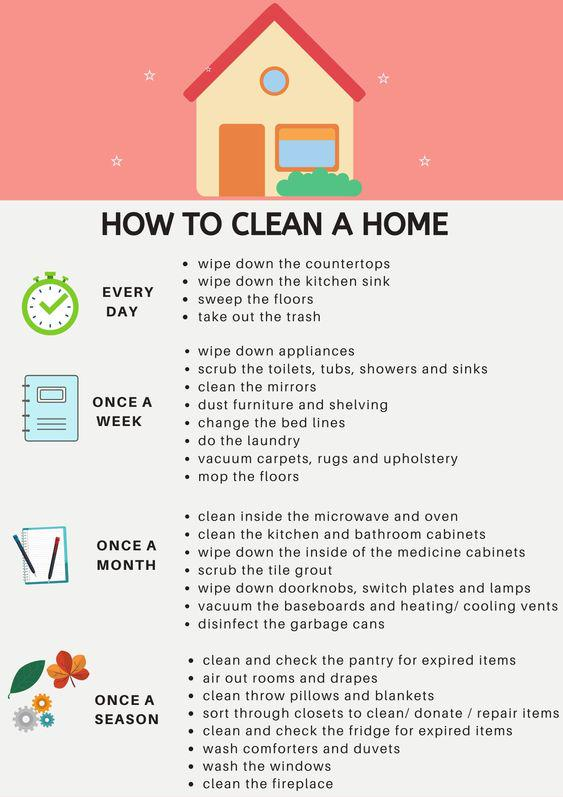 HOW TO CLEAN A HOME
EVERY
DAY
• wipe down the countertops
• wipe down the kitchen sink
• sweep the floors
• take out the trash
ONCE A
WEEK
• wipe down appliances
• scrub the toilets, tubs, showers and sinks
• clean the mirrors
• dust furniture and shelving
• change the bed lines
• do the laundry
• vacuum carpets, rugs and upholstery
• mop the floors
ONCE A
MONTH
• clean inside the microwave and oven
• clean the kitchen and bathroom cabinets
• wipe down the inside of the medicine cabinets
• scrub the tile grout
• wipe down doorknobs, switch plates and lamps
• vacuum the baseboards and heating/ cooling vents
• disinfect the garbage cans
ONCE A
SEASON
• clean and check the pantry for expired items
• air out rooms and drapes
• clean throw pillows and blankets
• sort through closets to clean/ donate / repair items
• clean and check the fridge for expired items
• wash comforters and duvets
• wash the windows
• clean the fireplace